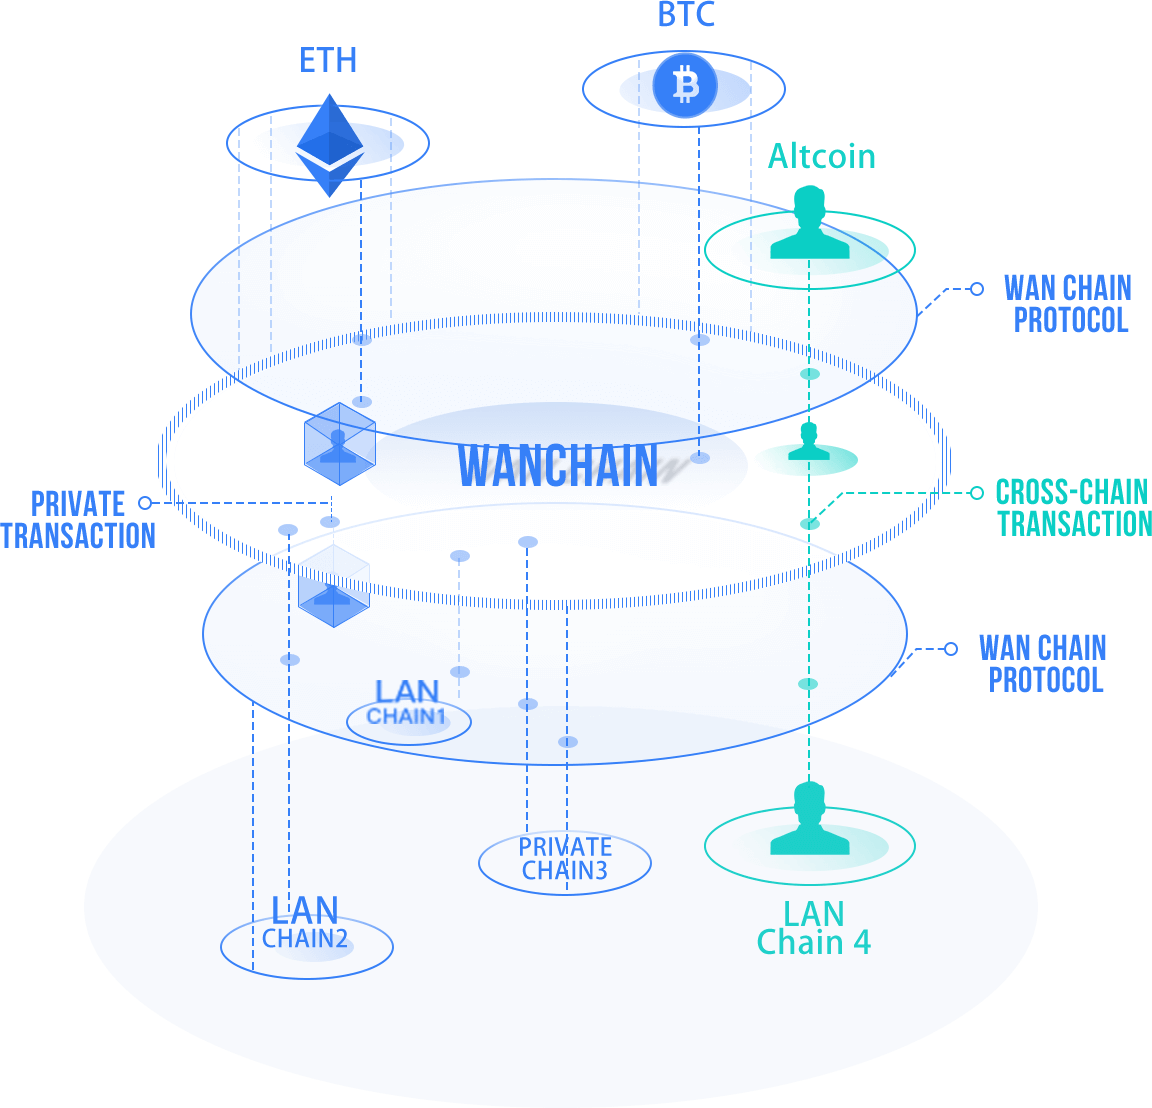 BTC
ETH
Altcoin
WAN CHAIN
PROTOCOL
WANCHAIN
PRIVATE
TRANSACTION
CROSS-CHAIN
TRANSACTION
WAN CHAIN
PROTOCOL
LAN
CHAIN1
PRIVATE
CHAIN3
LAN
CHAIN2
LAN
Chain 4